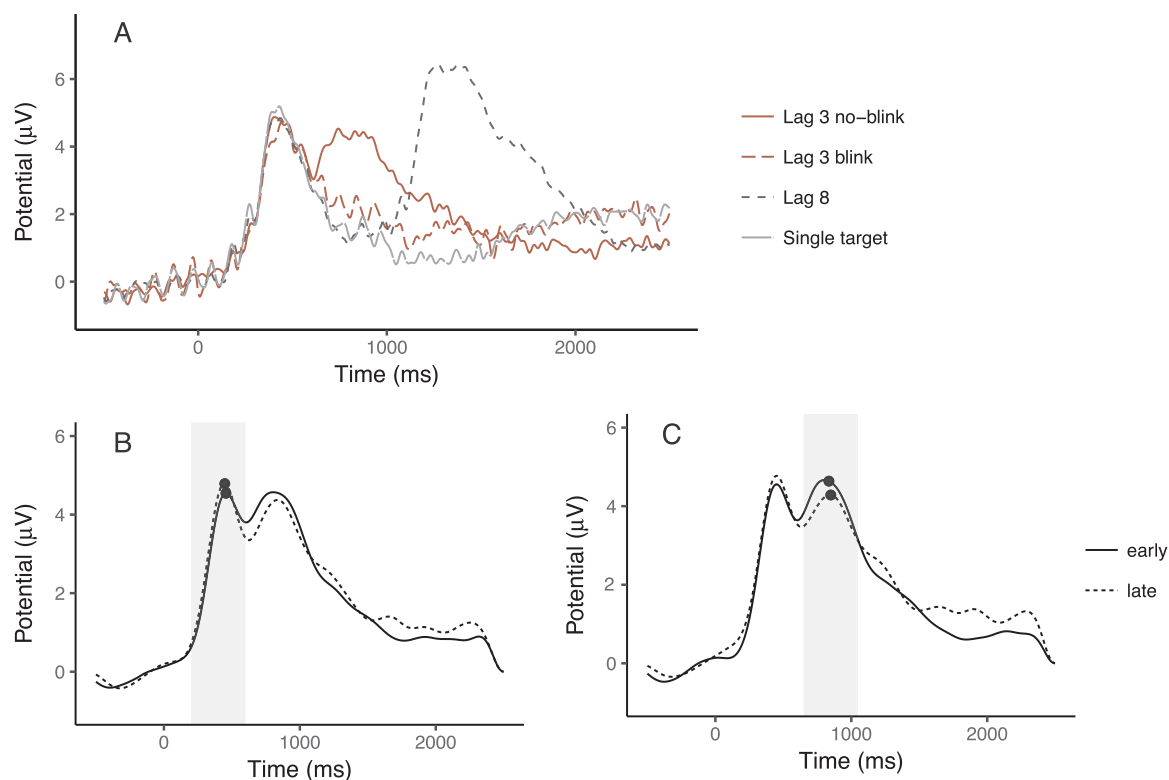 A
6
4
2
0
Potential (µV)
0
1000
2000
Time (ms)
Lag 3 no−blink
Lag 3 blink
Lag 8
Single target
B
6
4
2
0
Potential (µV)
0
1000
2000
Time (ms)
C
6
4
2
0
Potential (µV)
0
1000
2000
Time (ms)
early
late